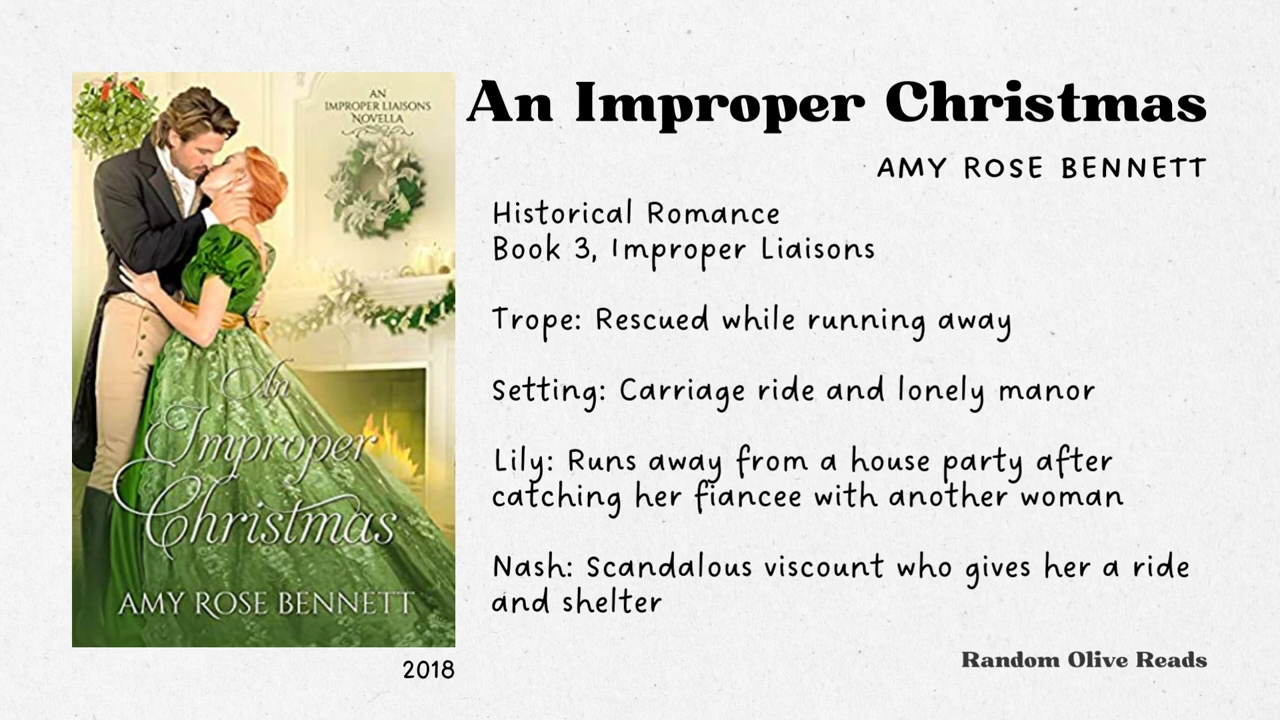 AN
IMPROPER LIAISONS
NOVELLA
An
Improper
Christmas
AMY ROSE BENNETT
2018
An Improper Christmas
AMY ROSE BENNETT
Historical Romance
Book 3, Improper Liaisons
Trope: Rescued while running away
Setting: Carriage ride and lonely manor
Lily: Runs away from a house party after
catching her fiancee with another woman
Nash: Scandalous viscount who gives her a ride
and shelter
Random Olive Reads